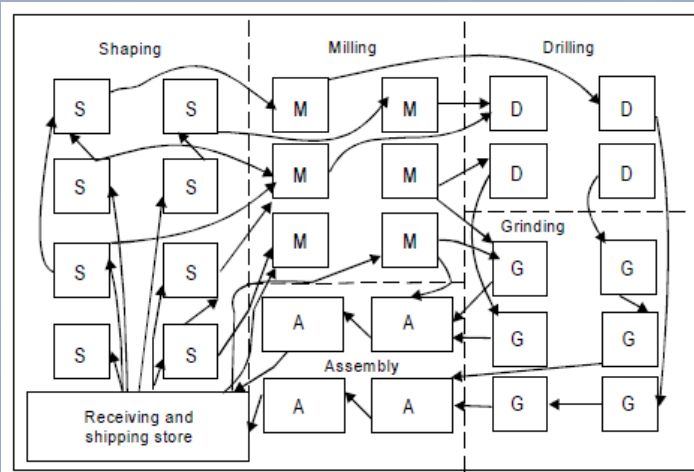 Shaping Milling Drilling
S S M M D D
S S M M D D
Grinding
S S M M G G
A A G G
S S
Assembly
A A G G
Receiving and
shipping store